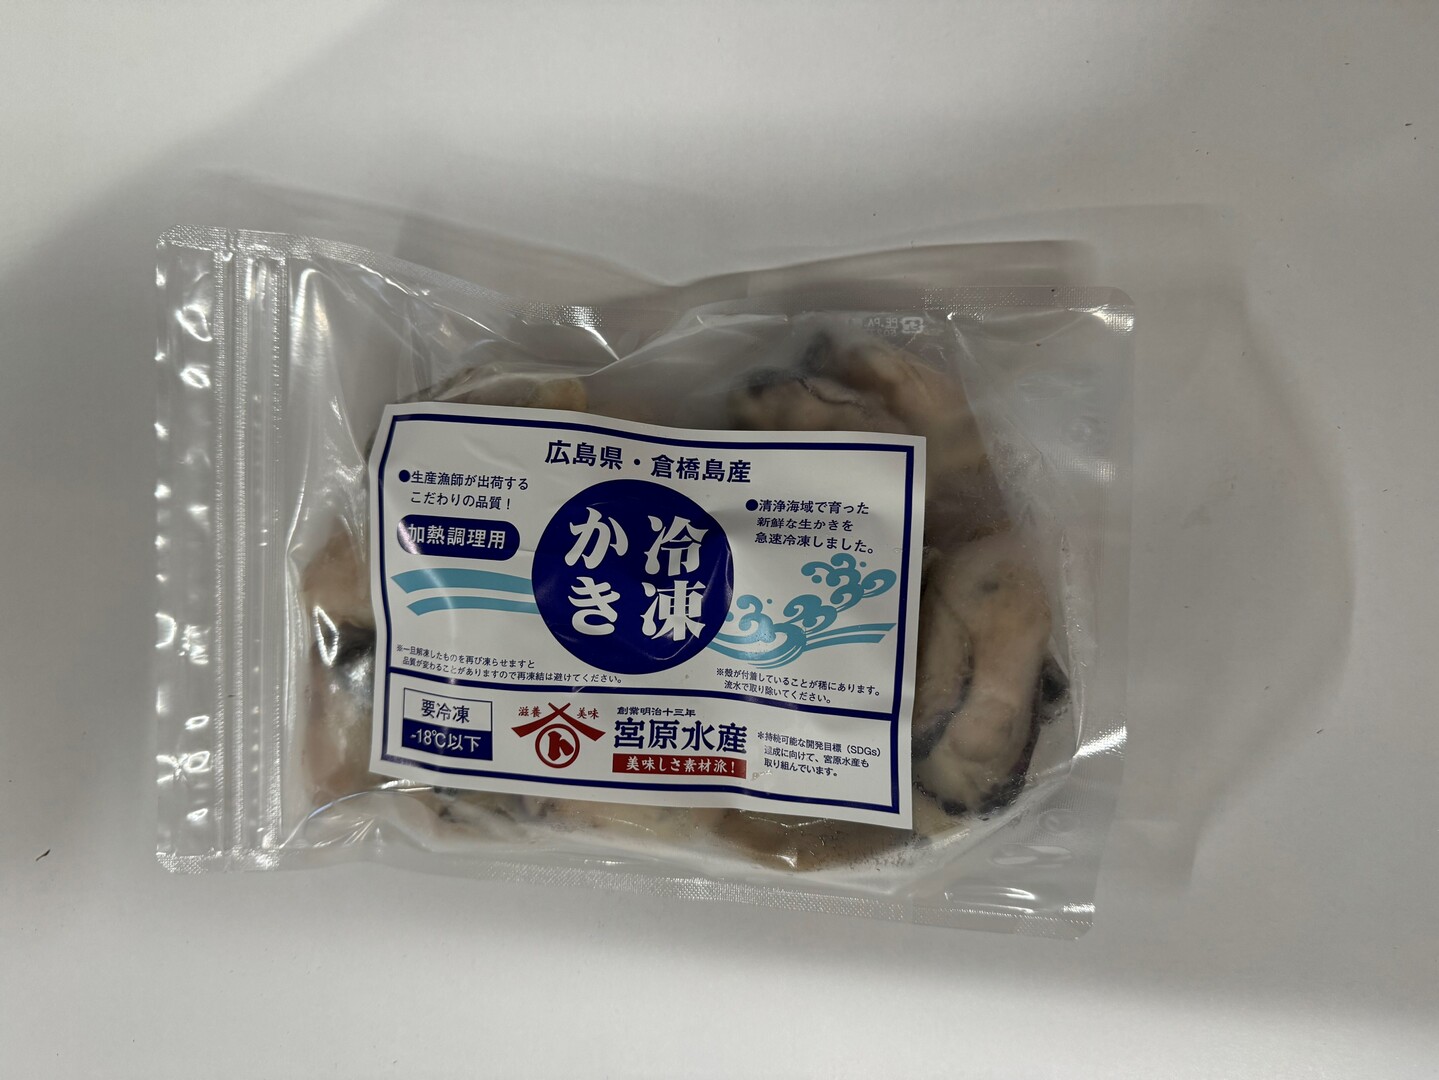 広島県・倉橋島産
●生産漁師が出荷する
こだわりの品質！
加熱調理用
冷凍
かき
●清浄海域で育った
新鮮な生かきを
急速冷凍しました。
※一旦解凍したものを再び凍らせますと
品質が変わることがありますので再凍結は避けてください。
※殻が付着していることが稀にあります。
流水で取り除いてください。
要冷凍
-18℃以下
滋養 美味
ト
創業明治十三年
宮原水産
美味しさ素材派！
＊持続可能な開発目標（SDGs）
達成に向けて、宮原水産も
取り組んでいます。